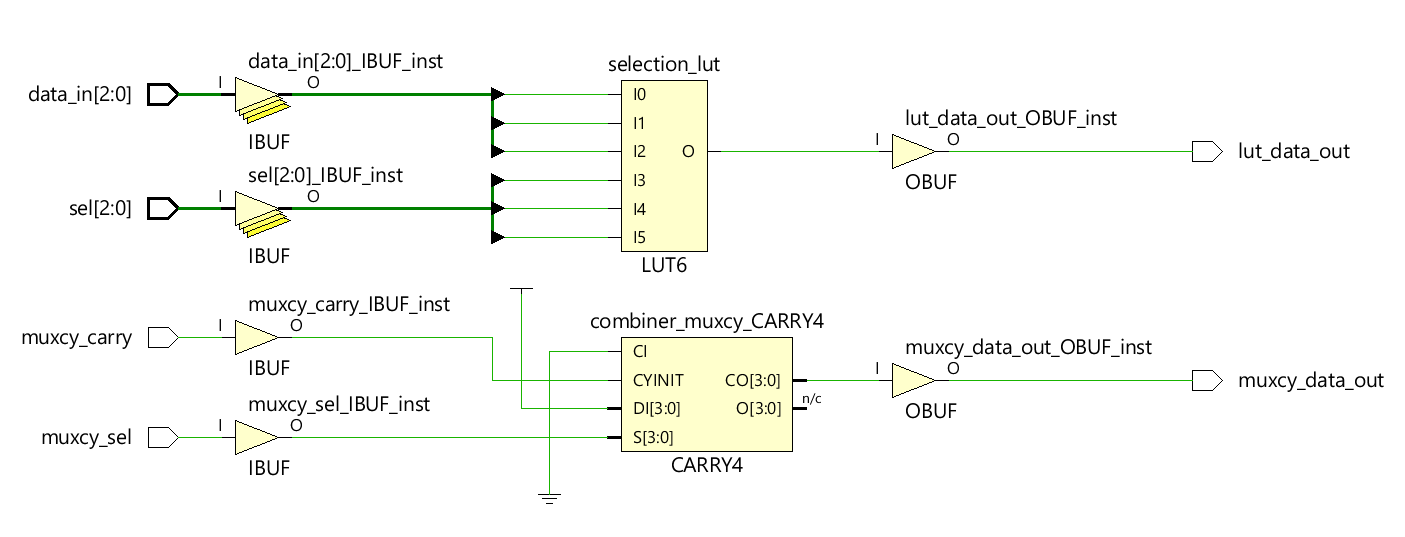 data_in[2:0]_IBUF_inst
data_in[2:0]
I
O
IBUF
sel[2:0]_IBUF_inst
sel[2:0]
I
O
IBUF
selection_lut
I0
I1
I2
I3
I4
I5
O
LUT6
lut_data_out_OBUF_inst
I
O
OBUF
lut_data_out
muxcy_carry_IBUF_inst
muxcy_carry
I
O
IBUF
muxcy_sel_IBUF_inst
muxcy_sel
I
O
IBUF
combiner_muxcy_CARRY4
CI
CYINIT
DI[3:0]
S[3:0]
CO[3:0]
O[3:0]
n/c
CARRY4
muxcy_data_out_OBUF_inst
I
O
OBUF
muxcy_data_out